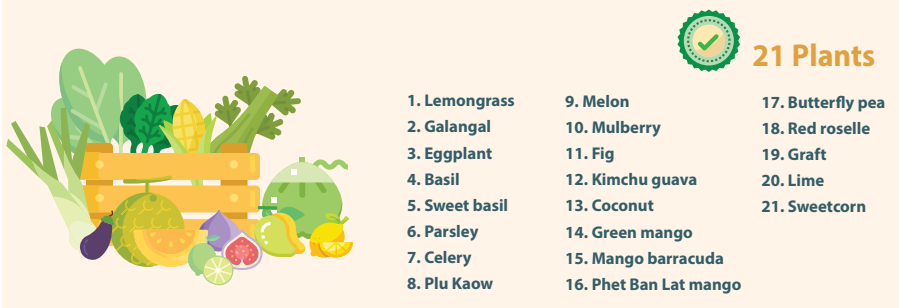 21 Plants
1. Lemongrass
2. Galangal
3. Eggplant
4. Basil
5. Sweet basil
6. Parsley
7. Celery
8. Plu Kaow
9. Melon
10. Mulberry
11. Fig
12. Kimchu guava
13. Coconut
14. Green mango
15. Mango barracuda
16. Phet Ban Lat mango
17. Butterfly pea
18. Red roselle
19. Graft
20. Lime
21. Sweetcorn